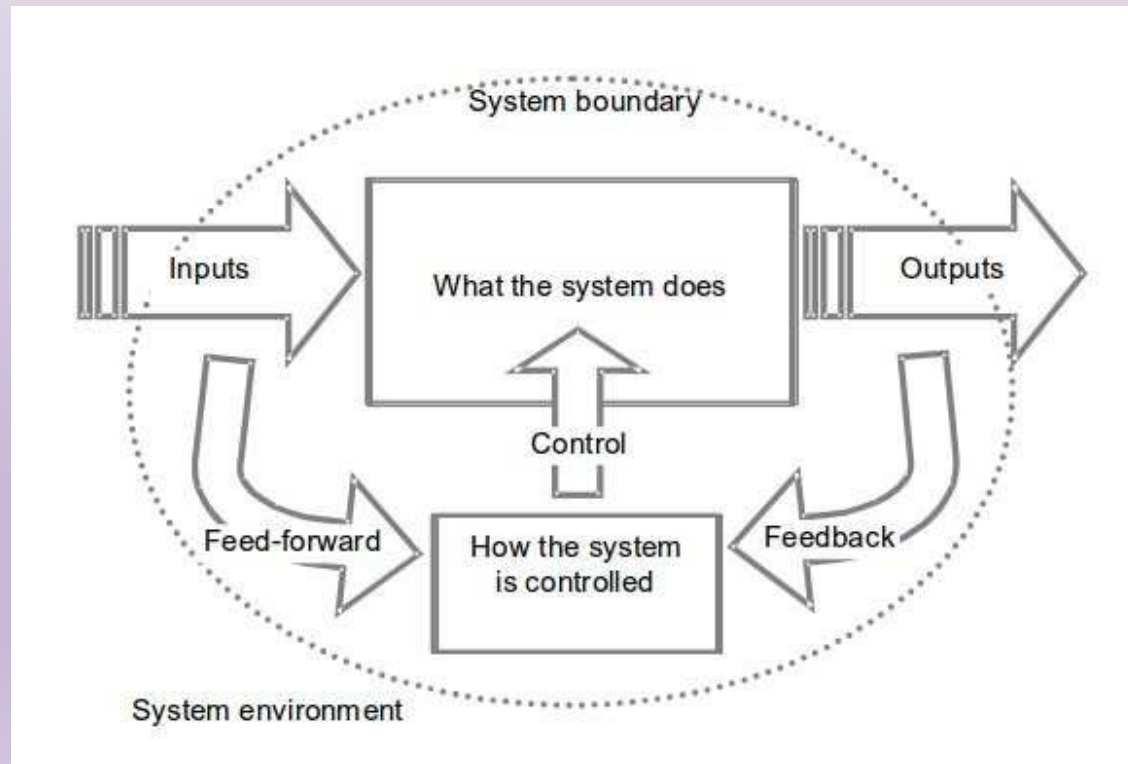 System boundary
Inputs
What the system does
Outputs
Control
Feed-forward
How the system
is controlled
Feedback
System environment